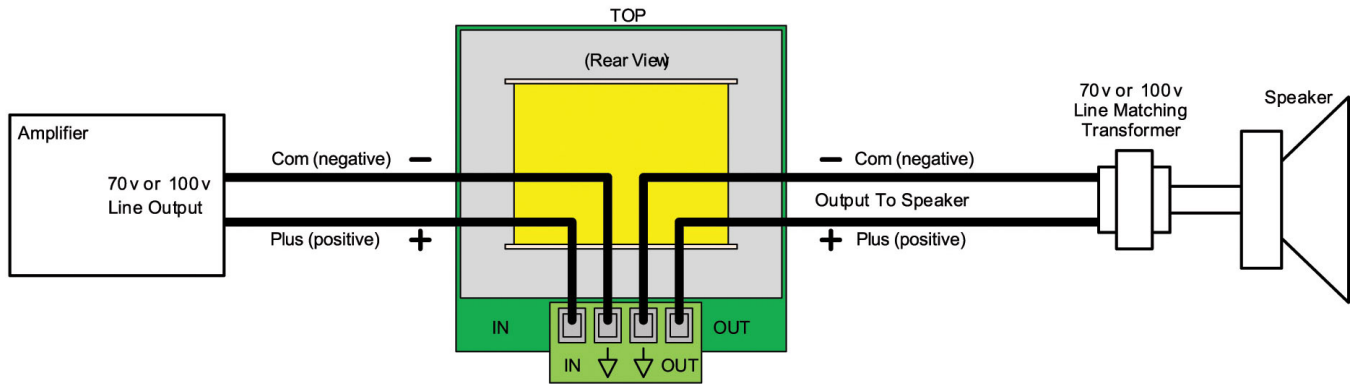 TOP
(Rear View)
Amplifier
70v or 100v
Line Output
Com (negative) −
Plus (positive) +
− Com (negative)
Output To Speaker
+ Plus (positive)
70v or 100v
Line Matching
Transformer
Speaker
IN
OUT
IN
OUT